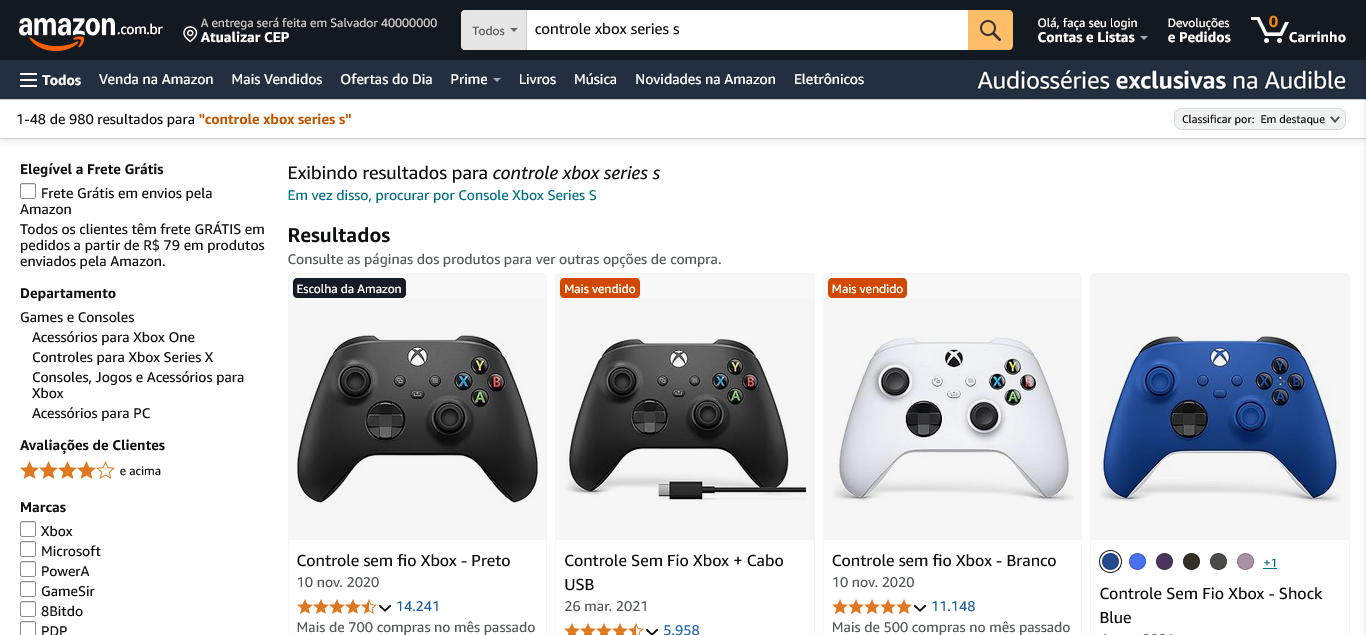 amazon.com.br
A entrega será feita em Salvador 40000000
Atualizar CEP
Todos
controle xbox series s
Olá, faça seu login
Contas e Listas
Devoluções
e Pedidos
0
Carrinho
Todos
Venda na Amazon
Mais Vendidos
Ofertas do Dia
Prime
Livros
Música
Novidades na Amazon
Eletrônicos
Audiosséries exclusivas na Audible
1-48 de 980 resultados para "controle xbox series s"
Classificar por: Em destaque
Elegível a Frete Grátis
Frete Grátis em envios pela
Amazon
Todos os clientes têm frete GRÁTIS em
pedidos a partir de R$ 79 em produtos
enviados pela Amazon.
Departamento
Games e Consoles
Acessórios para Xbox One
Controles para Xbox Series X
Consoles, Jogos e Acessórios para
Xbox
Acessórios para PC
Avaliações de Clientes
e acima
Marcas
Xbox
Microsoft
PowerA
GameSir
8Bitdo
PDP
Exibindo resultados para controle xbox series s
Em vez disso, procurar por Console Xbox Series S
Resultados
Consulte as páginas dos produtos para ver outras opções de compra.
Escolha da Amazon
Y
X
B
A
Controle sem fio Xbox - Preto
10 nov. 2020
14.241
Mais de 700 compras no mês passado
Mais vendido
Y
X
B
A
Controle Sem Fio Xbox + Cabo
USB
26 mar. 2021
5.958
Mais vendido
Y
X
B
A
Controle sem fio Xbox - Branco
10 nov. 2020
11.148
Mais de 500 compras no mês passado
Y
X
B
A
+1
Controle Sem Fio Xbox - Shock
Blue